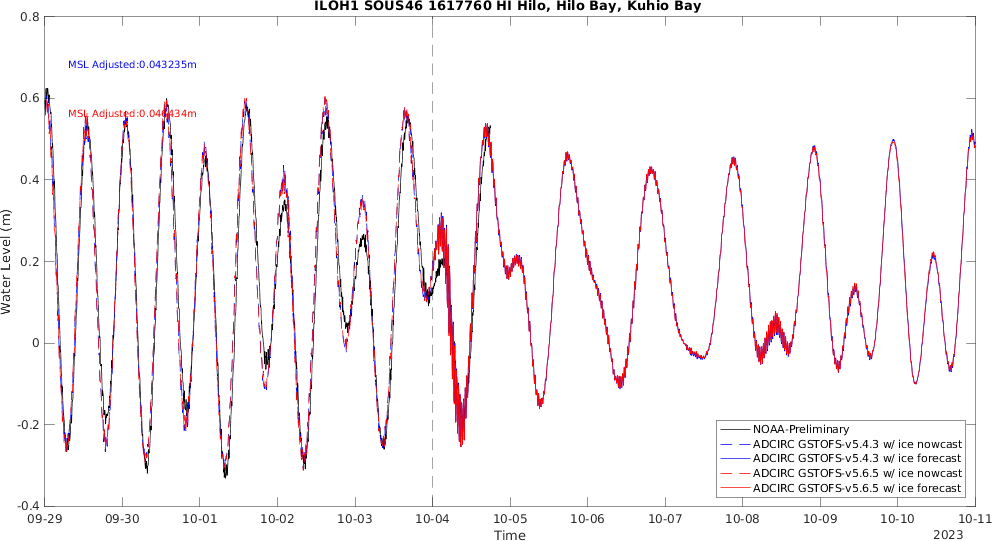 ILOH1 SOUS46 1617760 HI Hilo, Hilo Bay, Kuhio Bay
0.8
0.6
0.4
0.2
0
-0.2
-0.4
Water Level (m)
MSL Adjusted:0.043235m
MSL Adjusted:0.046434m
NOAA-Preliminary
ADCIRC GSTOFS-v5.4.3 w/ ice nowcast
ADCIRC GSTOFS-v5.4.3 w/ ice forecast
ADCIRC GSTOFS-v5.6.5 w/ ice nowcast
ADCIRC GSTOFS-v5.6.5 w/ ice forecast
09-29 09-30 10-01 10-02 10-03 10-04 10-05 10-06 10-07 10-08 10-09 10-10 10-11
Time
2023